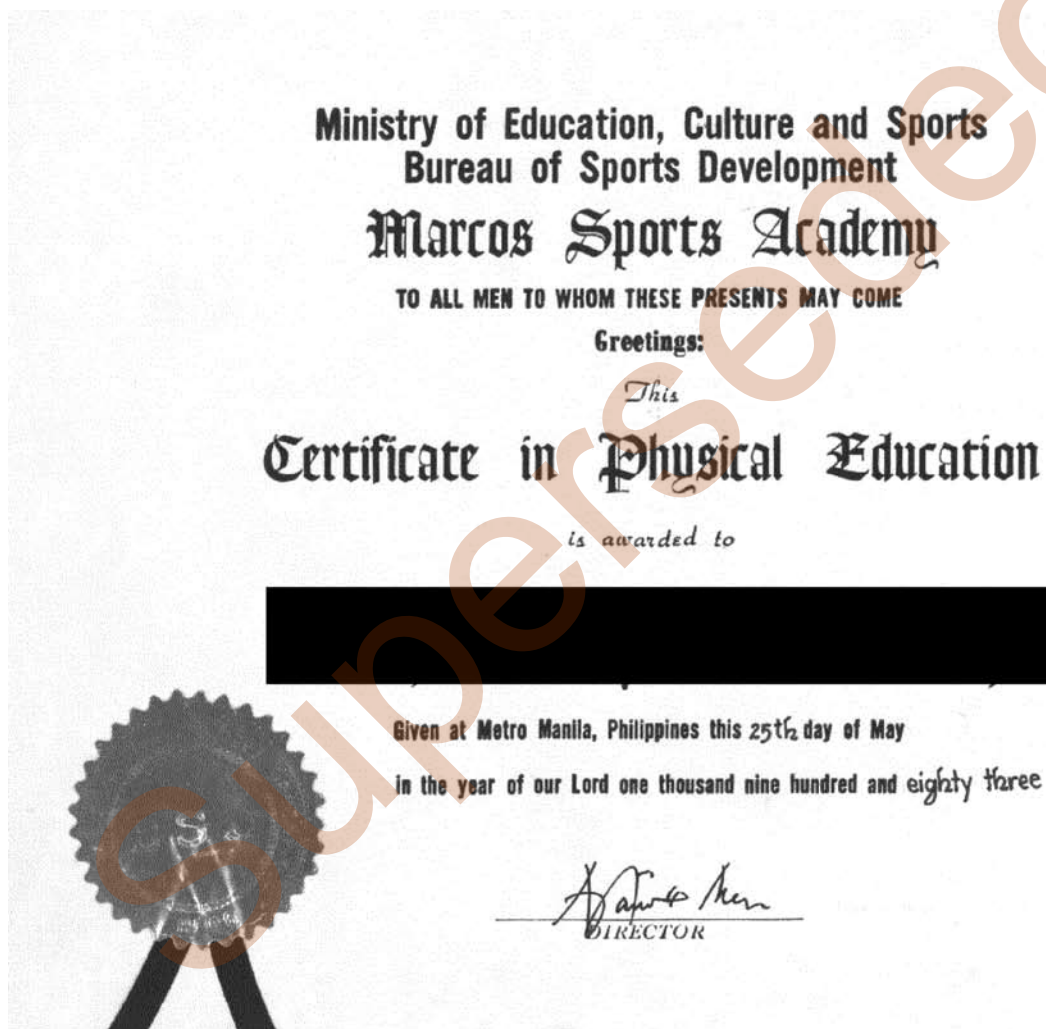 Ministry of Education, Culture and Sports
Bureau of Sports Development
Marcos Sports Academy
TO ALL MEN TO WHOM THESE PRESENTS MAY COME
Greetings:
This
Certificate in Physical Education
is awarded to
Given at Metro Manila, Philippines this 25th day of May
in the year of our Lord one thousand nine hundred and eighty three
DIRECTOR
Superseded